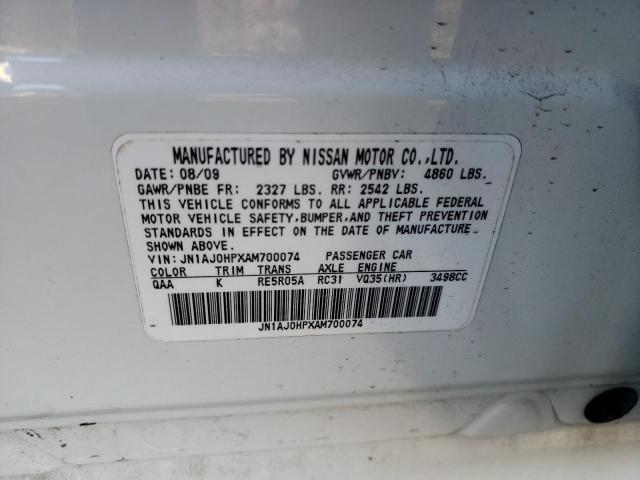 MANUFACTURED BY NISSAN MOTOR CO.,LTD.
DATE: 08/09 GVWR/PNBV: 4860 LBS.
GAWR/PNBE FR: 2327 LBS. RR: 2542 LBS.
THIS VEHICLE CONFORMS TO ALL APPLICABLE FEDERAL
MOTOR VEHICLE SAFETY,BUMPER,AND THEFT PREVENTION
STANDARDS IN EFFECT ON THE DATE OF MANUFACTURE
SHOWN ABOVE.
VIN: JN1AJ0HPXAM700074 PASSENGER CAR
COLOR TRIM TRANS AXLE ENGINE
QAA K RE5R05A RC31 VQ35(HR) 3498CC
JN1AJ0HPXAM700074